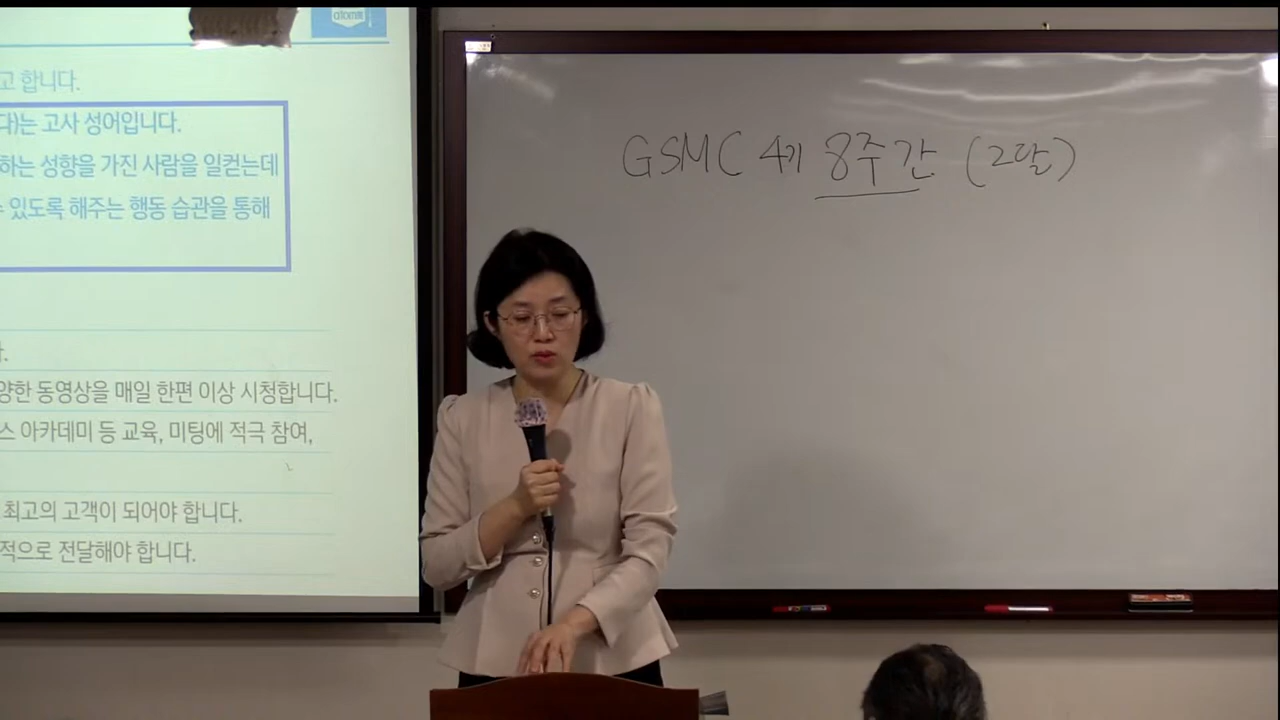 atomy
고 합니다.
다)는 고사 성어입니다.
하는 성향을 가진 사람을 일컫는데
있도록 해주는 행동 습관을 통해
양한 동영상을 매일 한편 이상 시청합니다.
스 아카데미 등 교육, 미팅에 적극 참여,
최고의 고객이 되어야 합니다.
적으로 전달해야 합니다.
GSMC 4기 8주간 (2달)